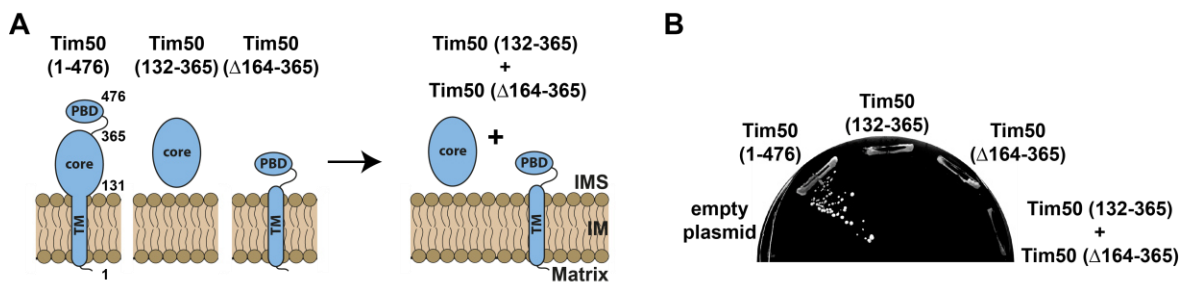 A
Tim50
(1-476)
Tim50
(132-365)
Tim50
(Δ164-365)
476
PBD
365
core
131
TM
1
core
PBD
TM
Tim50 (132-365)
+
Tim50 (Δ164-365)
core
+
PBD
TM
IMS
IM
Matrix
B
Tim50
(132-365)
Tim50
(1-476)
Tim50
(Δ164-365)
empty
plasmid
Tim50 (132-365)
+
Tim50 (Δ164-365)